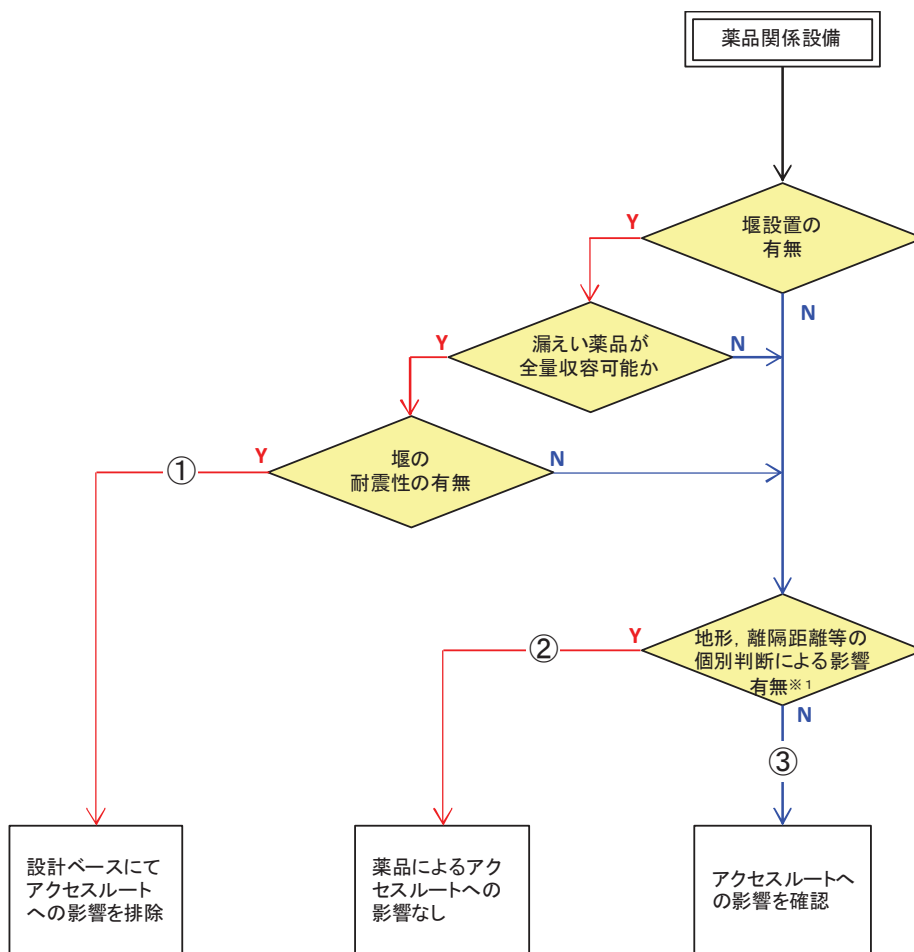 薬品関係設備
堰設置の
有無
Y
N
漏えい薬品が
全量収容可能か
Y
N
堰の
耐震性の有無
Y
N
①
地形，離隔距離等の
個別判断による影響
有無※1
Y
N
②
③
設計ベースにて
アクセスルート
への影響を排除
薬品によるアク
セスルートへの
影響なし
アクセスルートへ
の影響を確認